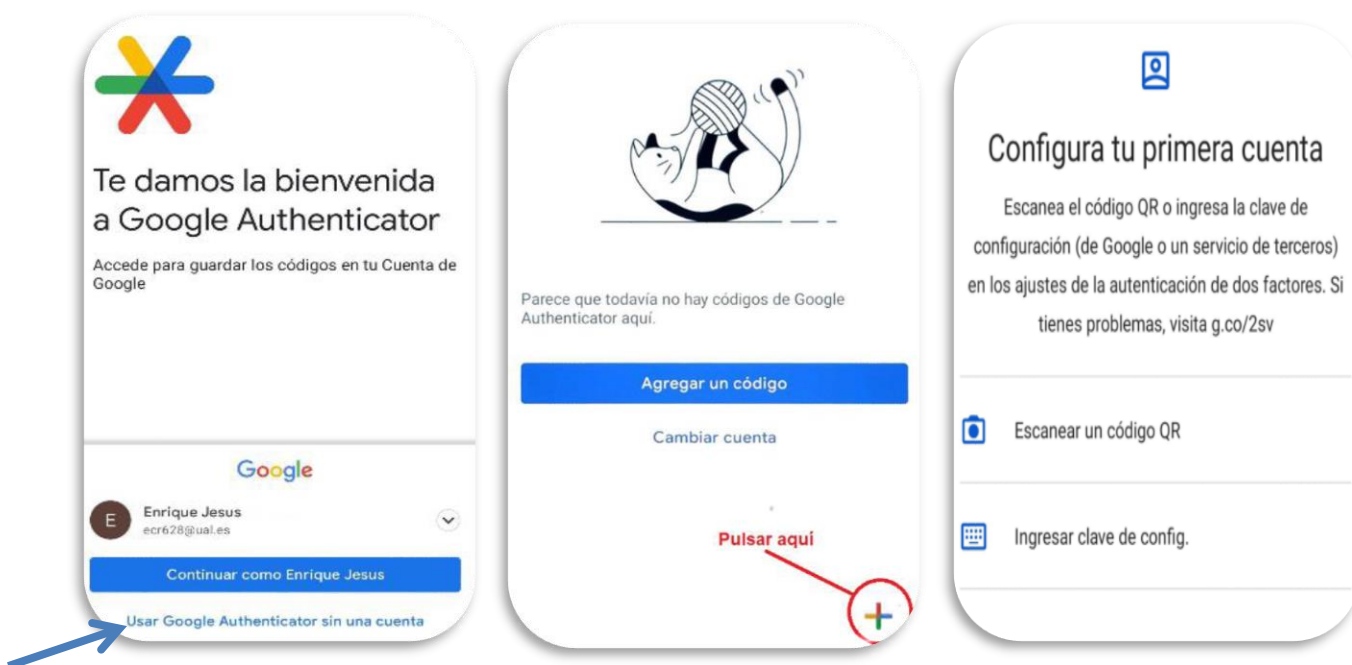 Te damos la bienvenida
a Google Authenticator
Accede para guardar los códigos en tu Cuenta de
Google
Google
E
Enrique Jesus
ecr628@ual.es
Continuar como Enrique Jesus
Usar Google Authenticator sin una cuenta
Parece que todavía no hay códigos de Google
Authenticator aquí.
Agregar un código
Cambiar cuenta
Pulsar aqui
Configura tu primera cuenta
Escanea el código QR o ingresa la clave de
configuración (de Google o un servicio de terceros)
en los ajustes de la autenticación de dos factores. Si
tienes problemas, visita g.co/2sv
Escanear un código QR
Ingresar clave de config.